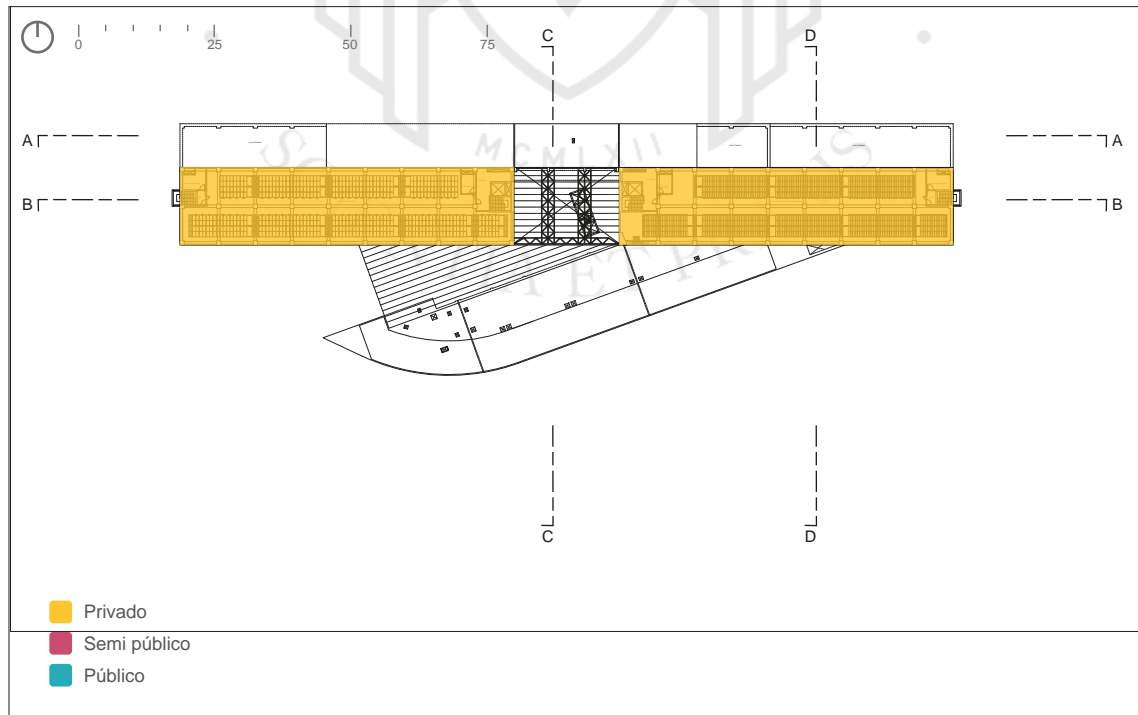 0 25 50 75
C D
A A
B B
MCMLXII
C D
Privado
Semi público
Público